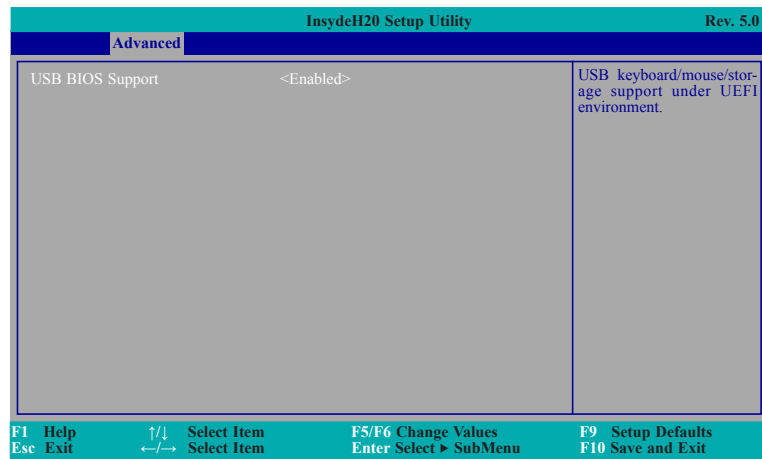 InsydeH20 Setup Utility Rev. 5.0
Advanced
USB BIOS Support <Enabled>
USB keyboard/mouse/stor-
age support under UEFI
environment.
F1 Help ↑/↓ Select Item F5/F6 Change Values F9 Setup Defaults
Esc Exit ←/→ Select Item Enter Select ► SubMenu F10 Save and Exit